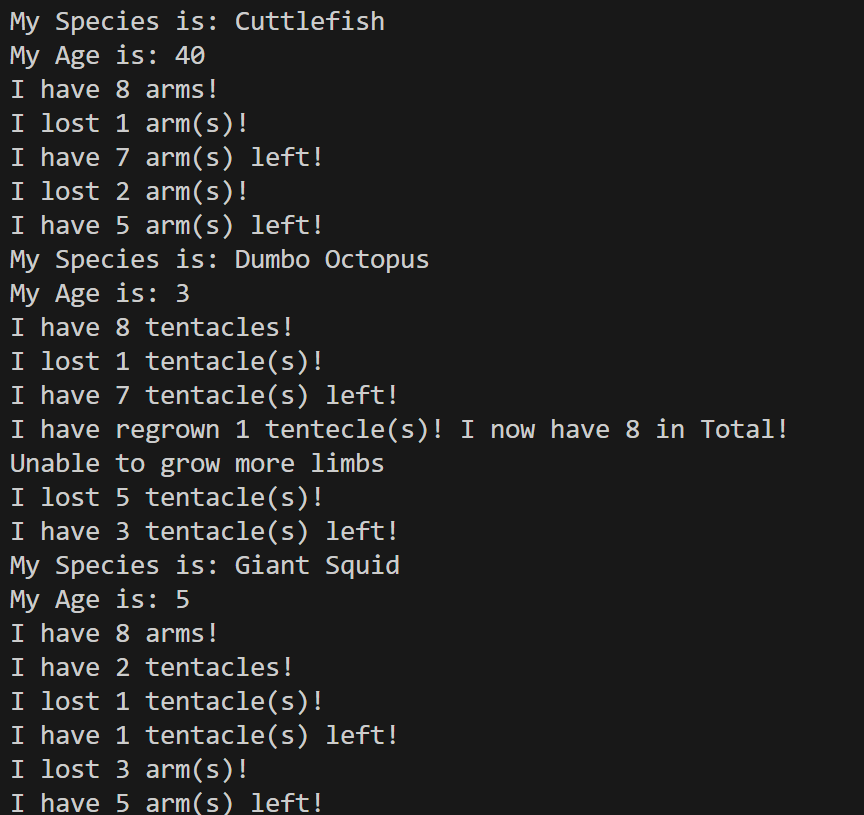 My Species is: Cuttlefish
My Age is: 40
I have 8 arms!
I lost 1 arm(s)!
I have 7 arm(s) left!
I lost 2 arm(s)!
I have 5 arm(s) left!
My Species is: Dumbo Octopus
My Age is: 3
I have 8 tentacles!
I lost 1 tentacle(s)!
I have 7 tentacle(s) left!
I have regrown 1 tentecle(s)! I now have 8 in Total!
Unable to grow more limbs
I lost 5 tentacle(s)!
I have 3 tentacle(s) left!
My Species is: Giant Squid
My Age is: 5
I have 8 arms!
I have 2 tentacles!
I lost 1 tentacle(s)!
I have 1 tentacle(s) left!
I lost 3 arm(s)!
I have 5 arm(s) left!